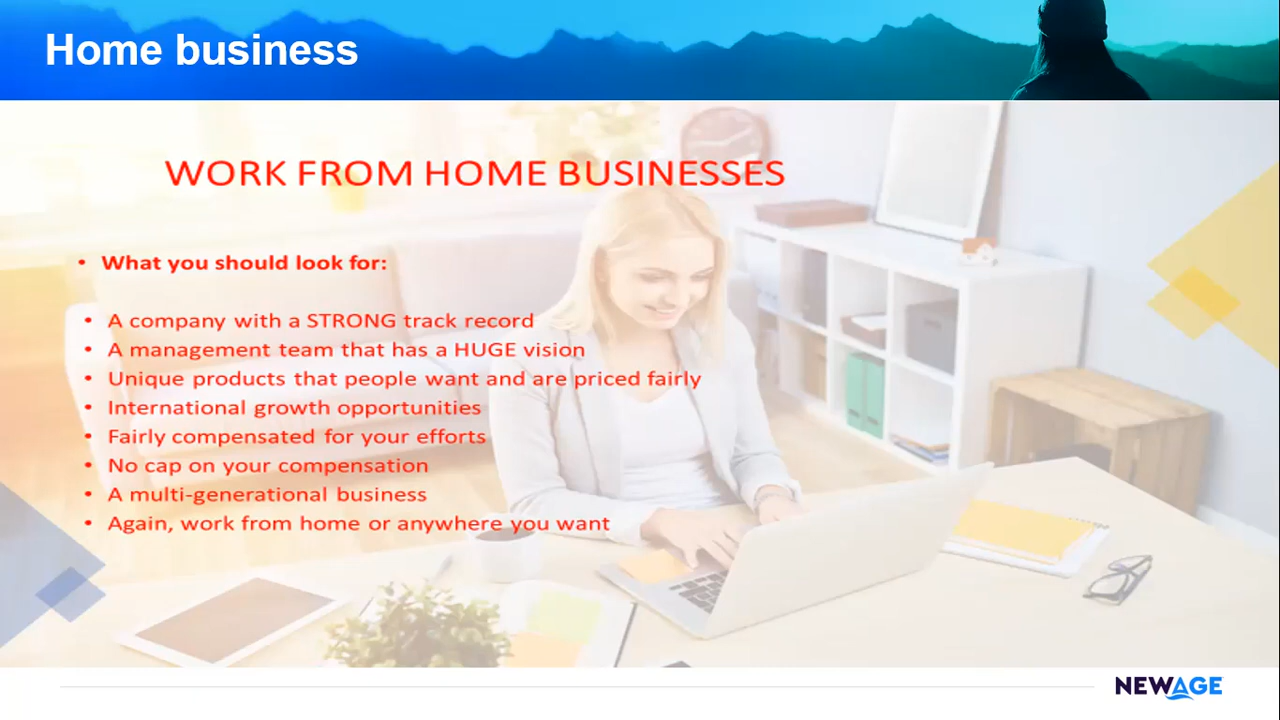 Home business
WORK FROM HOME BUSINESSES
• What you should look for:
• A company with a STRONG track record
• A management team that has a HUGE vision
• Unique products that people want and are priced fairly
• International growth opportunities
• Fairly compensated for your efforts
• No cap on your compensation
• A multi-generational business
• Again, work from home or anywhere you want
NEWAGE